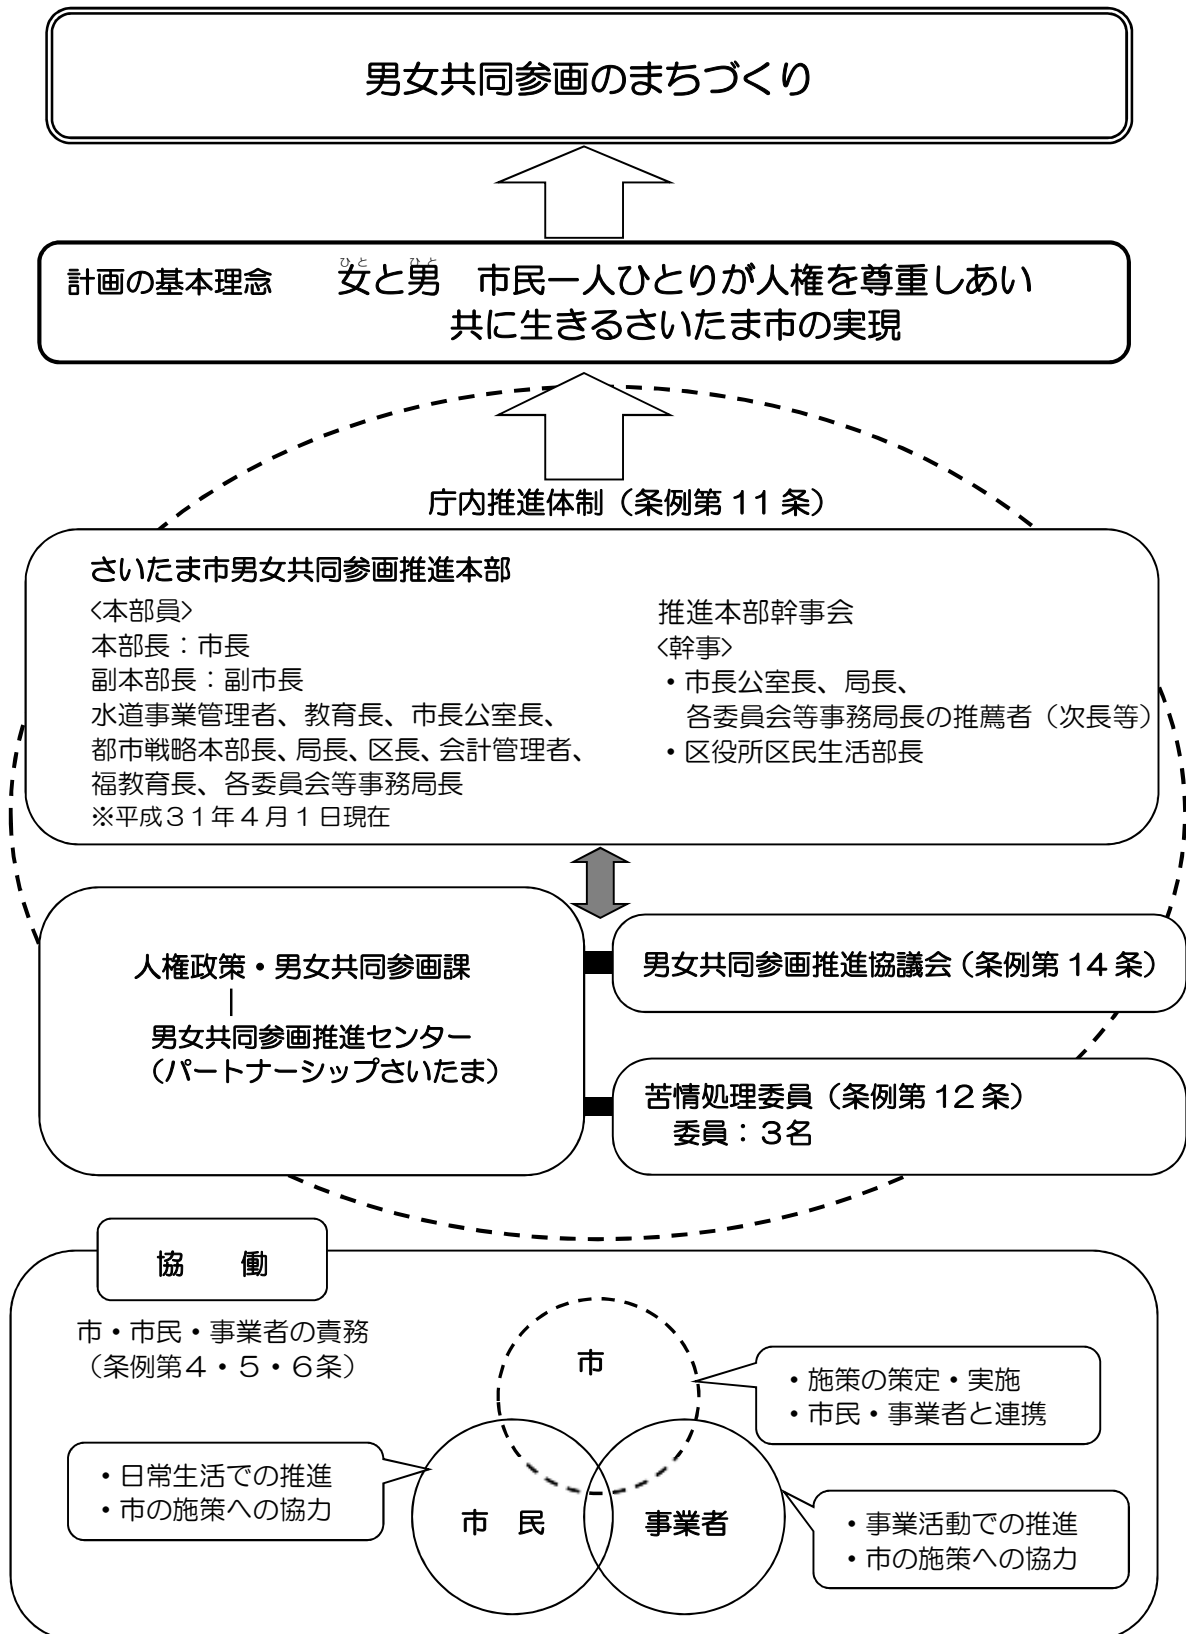 男女共同参画のまちづくり
計画の基本理念　女と男　市民一人ひとりが人権を尊重しあい
ひと　ひと
共に生きるさいたま市の実現
庁内推進体制（条例第 11 条）
さいたま市男女共同参画推進本部
<本部員>
本部長：市長
副本部長：副市長
水道事業管理者、教育長、市長公室長、
都市戦略本部長、局長、区長、会計管理者、
福教育長、各委員会等事務局長
※平成３１年４月１日現在
推進本部幹事会
<幹事>
・市長公室長、局長、
各委員会等事務局長の推薦者（次長等）
・区役所区民生活部長
人権政策・男女共同参画課
男女共同参画推進センター
（パートナーシップさいたま）
男女共同参画推進協議会（条例第 14 条）
苦情処理委員（条例第 12 条）
委員：３名
協　働
市・市民・事業者の責務
（条例第４・５・６条）
市
・施策の策定・実施
・市民・事業者と連携
・日常生活での推進
・市の施策への協力
市　民
事業者
・事業活動での推進
・市の施策への協力